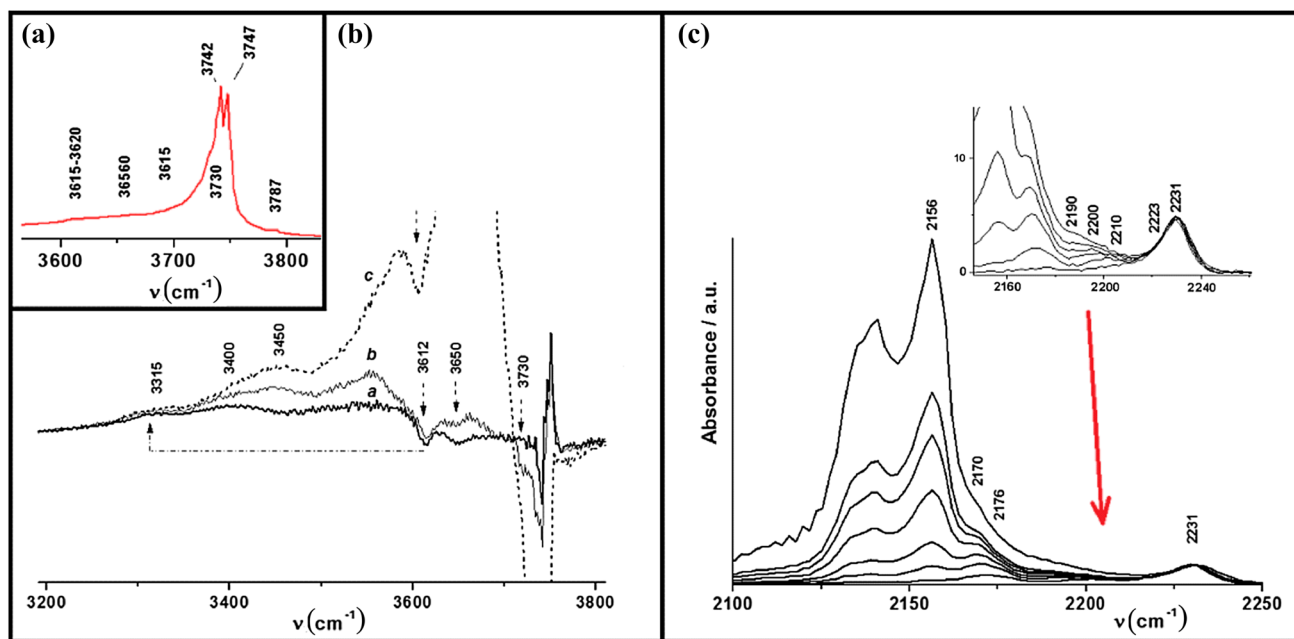 (a)
3742
3747
3615-3620
36560
3615
3730
3787
3600 3700 3800
ν (cm⁻¹)
(b)
c
b
a
3315
3400
3450
3612
3650
3730
3200 3400 3600 3800
ν (cm⁻¹)
(c)
Absorbance / a.u.
2156
2170
2176
2231
2100 2150 2200 2250
ν (cm⁻¹)
10
0
2190
2200
2210
2223
2231
2160 2200 2240